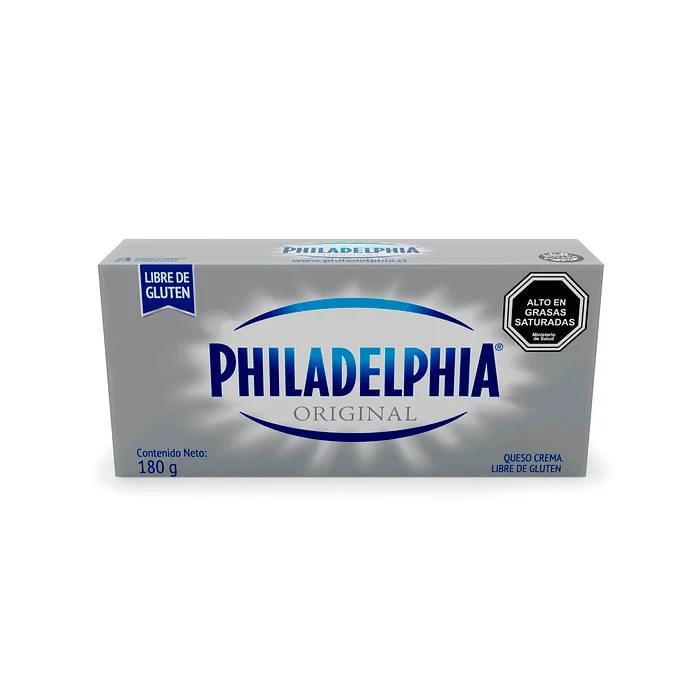 PHILADELPHIA
www.philadelphia.cl
LIBRE DE
GLUTEN
ALTO EN
GRASAS
SATURADAS
Ministerio
de Salud
PHILADELPHIA®
ORIGINAL
Contenido Neto:
180 g
QUESO CREMA.
LIBRE DE GLUTEN